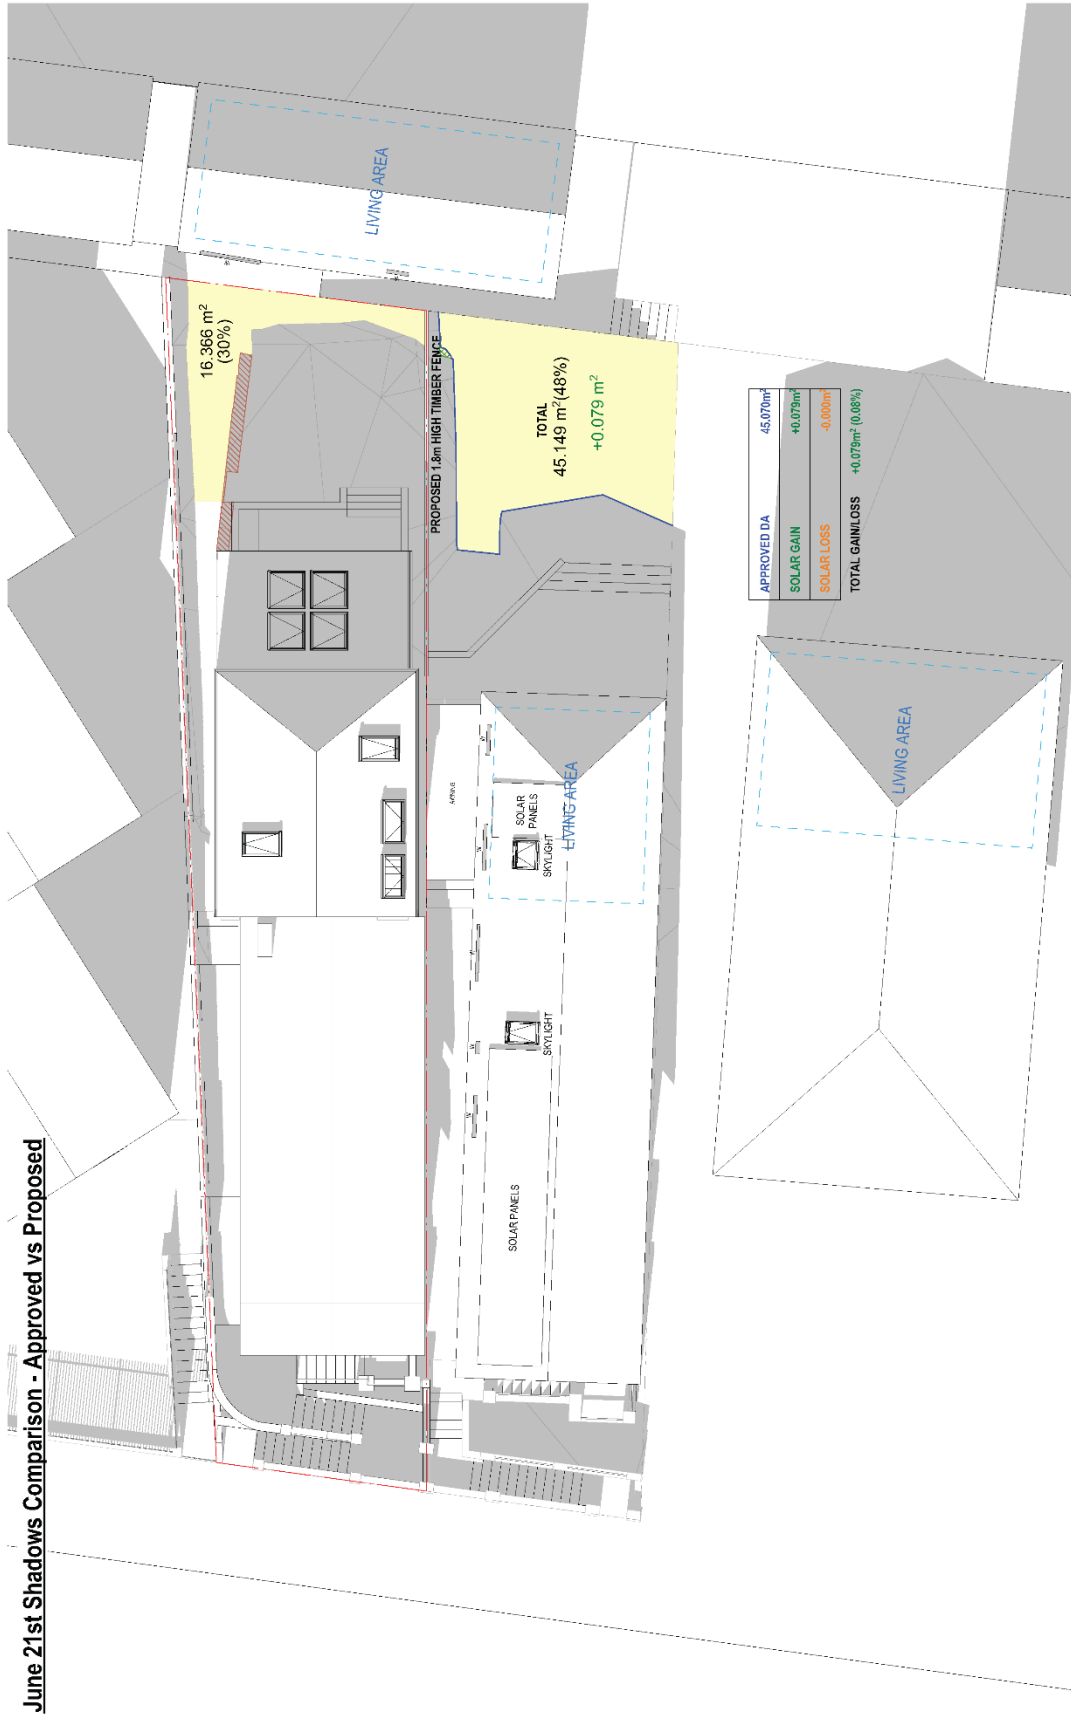 June 21st Shadows Comparison - Approved vs Proposed
16.366 m²
(30%)
LIVING AREA
W
W
PROPOSED 1.8m HIGH TIMBER FENCE
TOTAL
45.149 m²(48%)
+0.079 m²
APPROVED DA 45.070m²
SOLAR GAIN +0.079m²
SOLAR LOSS -0.000m²
TOTAL GAIN/LOSS +0.079m² (0.08%)
AWNING
W
W
SOLAR
PANELS
SKYLIGHT
LIVING AREA
W
W
W
SKYLIGHT
SOLAR PANELS
LIVING AREA